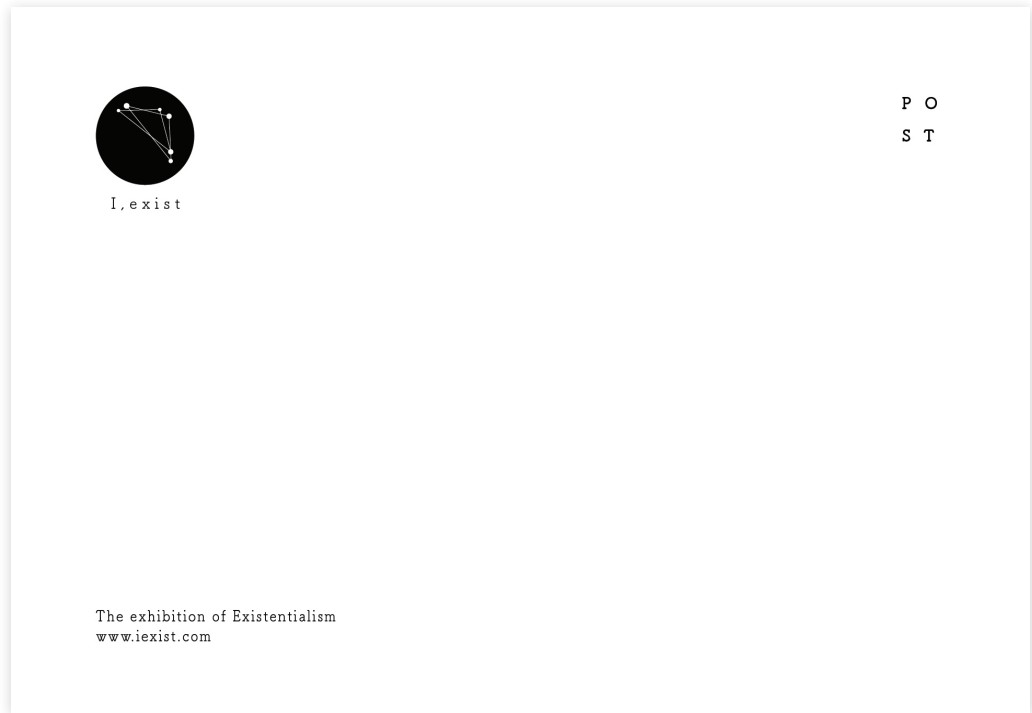 P O
S T
I,exist
The exhibition of Existentialism
www.iexist.com